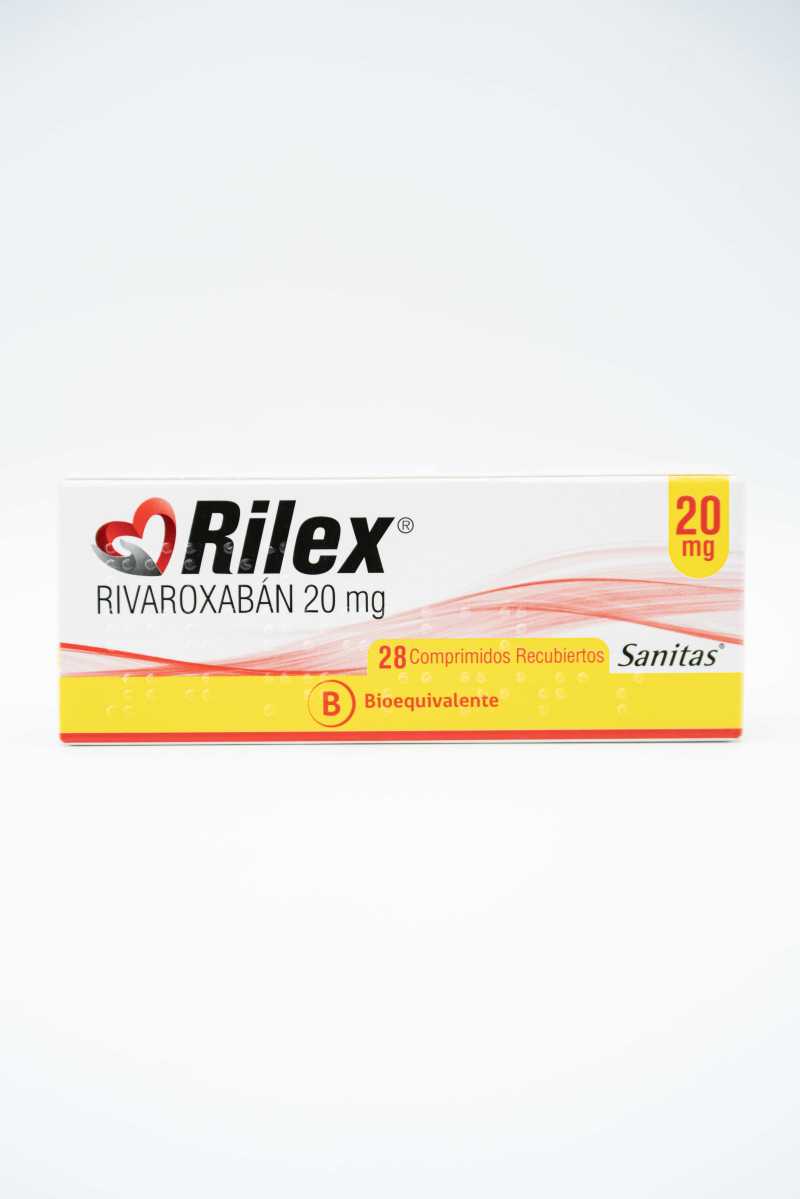 Rilex®
20
mg
RIVAROXABÁN 20 mg
28 Comprimidos Recubiertos
Sanitas®
B Bioequivalente